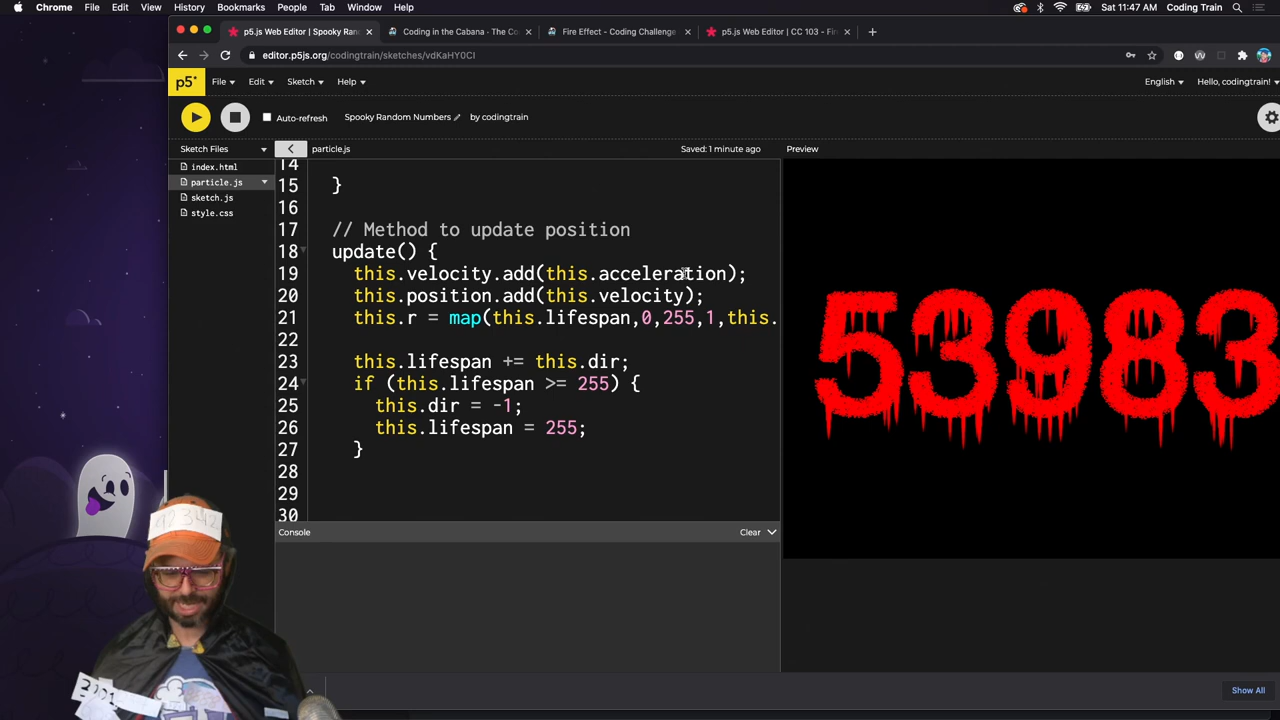 Chrome File Edit View History Bookmarks People Tab Window Help Sat 11:47 AM Coding Train
p5.js Web Editor | Spooky Ran Coding in the Cabana - The Co Fire Effect - Coding Challenge p5.js Web Editor | CC 103 - Fir
editor.p5js.org/codingtrain/sketches/vdKaHY0CI
p5* File Edit Sketch Help English Hello, codingtrain!
Auto-refresh Spooky Random Numbers by codingtrain
Sketch Files particle.js Saved: 1 minute ago Preview
index.html
particle.js
sketch.js
style.css
14
15 }
16
17 // Method to update position
18 update() {
19 this.velocity.add(this.acceleration);
20 this.position.add(this.velocity);
21 this.r = map(this.lifespan,0,255,1,this.
22
23 this.lifespan += this.dir;
24 if (this.lifespan >= 255) {
25 this.dir = -1;
26 this.lifespan = 255;
27 }
28
29
30
53983
Console Clear
Show All